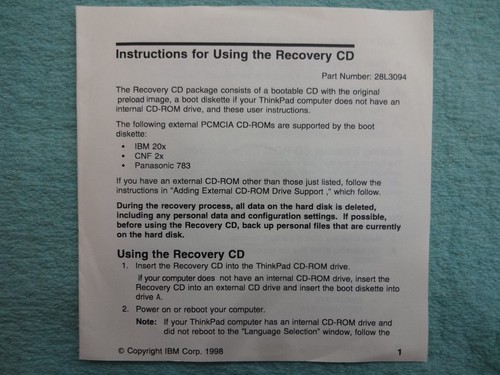 Instructions for Using the Recovery CD
Part Number: 28L3094
The Recovery CD package consists of a bootable CD with the original
preload image, a boot diskette if your ThinkPad computer does not have an
internal CD-ROM drive, and these user instructions.
The following external PCMCIA CD-ROMs are supported by the boot
diskette:
• IBM 20x
• CNF 2x
• Panasonic 783
If you have an external CD-ROM other than those just listed, follow the
instructions in “Adding External CD-ROM Drive Support ,” which follow.
During the recovery process, all data on the hard disk is deleted,
including any personal data and configuration settings. If possible,
before using the Recovery CD, back up personal files that are currently
on the hard disk.
Using the Recovery CD
1. Insert the Recovery CD into the ThinkPad CD-ROM drive.
If your computer does not have an internal CD-ROM drive, insert the
Recovery CD into an external CD drive and insert the boot diskette into
drive A.
2. Power on or reboot your computer.
Note: If your ThinkPad computer has an internal CD-ROM drive and
did not reboot to the “Language Selection” window, follow the
© Copyright IBM Corp. 1998 1